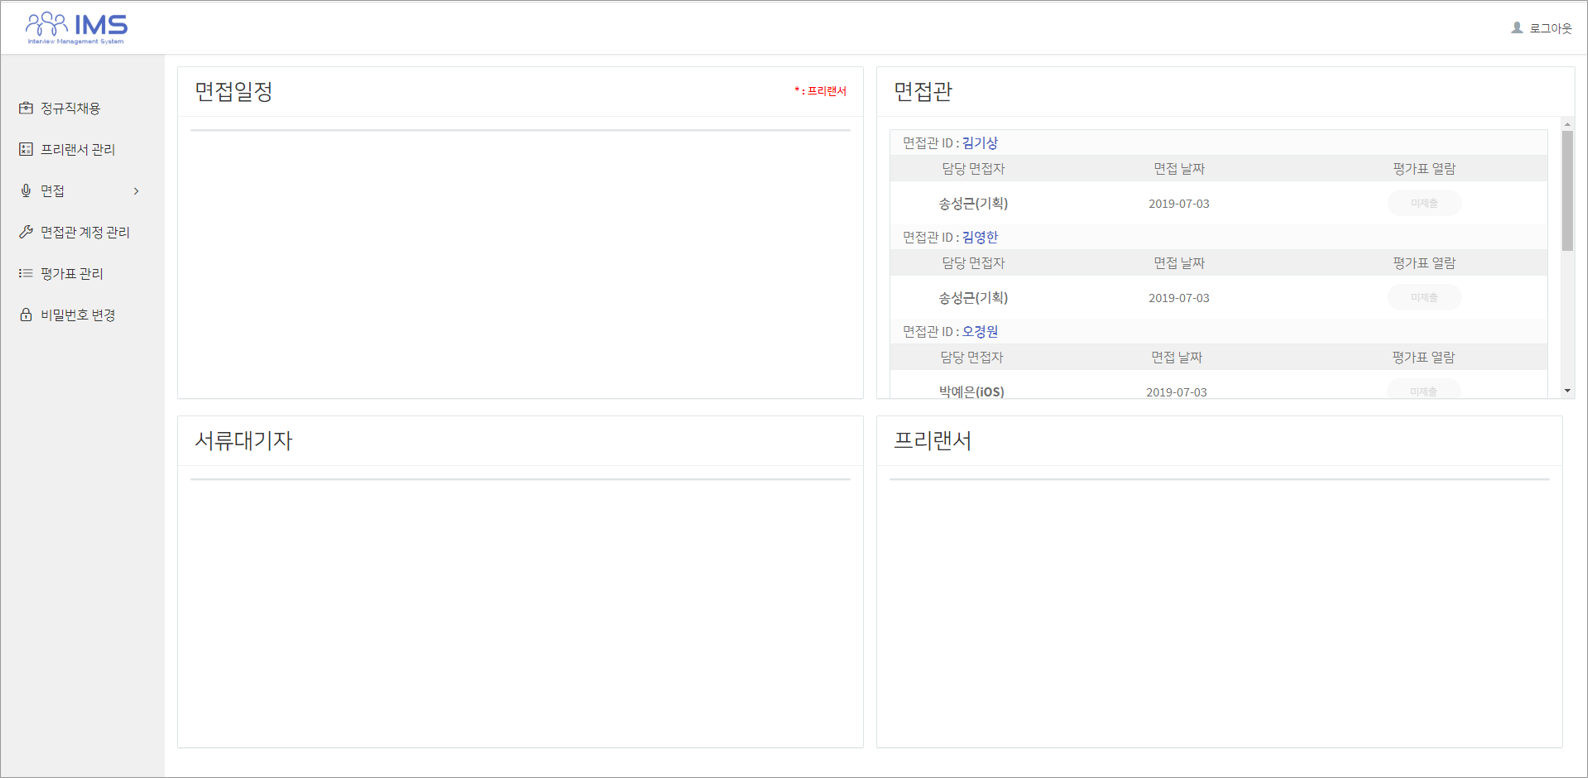 IMS
Interview Management System
로그아웃
정규직채용
프리랜서 관리
면접
면접관 계정 관리
평가표 관리
비밀번호 변경
면접일정
* : 프리랜서
면접관
면접관 ID : 김기상
담당 면접자 면접 날짜 평가표 열람
송성근(기획) 2019-07-03 미제출
면접관 ID : 김영한
담당 면접자 면접 날짜 평가표 열람
송성근(기획) 2019-07-03 미제출
면접관 ID : 오경원
담당 면접자 면접 날짜 평가표 열람
박예은(iOS) 2019-07-03 미제출
서류대기자
프리랜서